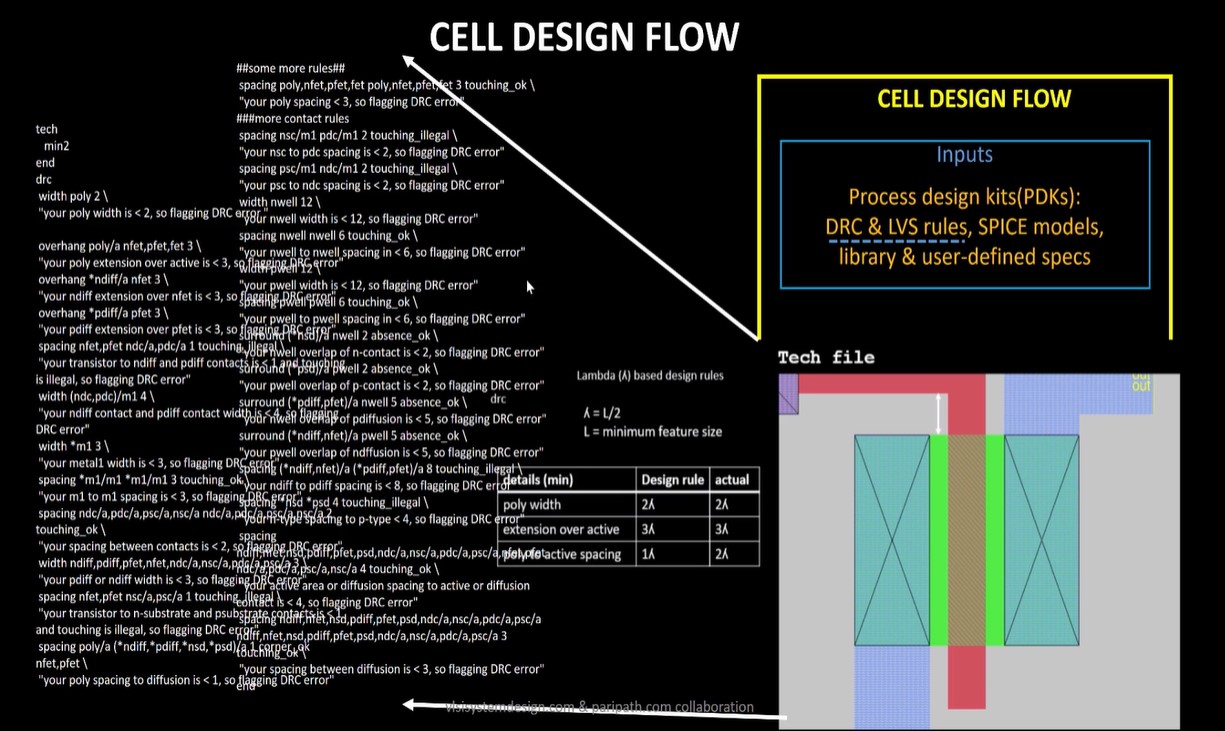 CELL DESIGN FLOW
tech
min2
end
drc
width poly 2 \
"your poly width is < 2, so flagging DRC error"
overhang poly/a nfet,pfet,fet 3 \
"your poly extension over active is < 3, so flagging DRC error"
overhang *ndiff/a nfet 3 \
"your ndiff extension over nfet is < 3, so flagging DRC error"
overhang *pdiff/a pfet 3 \
"your pdiff extension over pfet is < 3, so flagging DRC error"
spacing nfet,pfet ndc/a,pdc/a 1 touching_illegal \
"your transistor to ndiff and pdiff contacts is < 1 and touching
is illegal, so flagging DRC error"
width (ndc,pdc)/m1 4 \
"your ndiff contact and pdiff contact width is < 4, so flagging
DRC error"
width *m1 3 \
"your metal1 width is < 3, so flagging DRC error"
spacing *m1/m1 *m1/m1 3 touching_ok \
"your m1 to m1 spacing is < 3, so flagging DRC error"
spacing ndc/a,pdc/a,psc/a,nsc/a ndc/a,pdc/a,psc/a,nsc/a 2
touching_ok \
"your spacing between contacts is < 2, so flagging DRC error"
width ndiff,pdiff,pfet,nfet,ndc/a,nsc/a,pdc/a,psc/a 3 \
"your pdiff or ndiff width is < 3, so flagging DRC error"
spacing nfet,pfet nsc/a,psc/a 1 touching_illegal \
"your transistor to n-substrate and psubstrate contacts is < 1
and touching is illegal, so flagging DRC error"
spacing poly/a (*ndiff,*pdiff,*nsd,*psd)/a 1 corner_ok
nfet,pfet \
"your poly spacing to diffusion is < 1, so flagging DRC error"
##some more rules##
spacing poly,nfet,pfet,fet poly,nfet,pfet,fet 3 touching_ok \
"your poly spacing < 3, so flagging DRC error"
###more contact rules
spacing nsc/m1 pdc/m1 2 touching_illegal \
"your nsc to pdc spacing is < 2, so flagging DRC error"
spacing psc/m1 ndc/m1 2 touching_illegal \
"your psc to ndc spacing is < 2, so flagging DRC error"
width nwell 12 \
"your nwell width is < 12, so flagging DRC error"
spacing nwell nwell 6 touching_ok \
"your nwell to nwell spacing in < 6, so flagging DRC error"
width pwell 12 \
"your pwell width is < 12, so flagging DRC error"
spacing pwell pwell 6 touching_ok \
"your pwell to pwell spacing in < 6, so flagging DRC error"
surround (*nsd)/a nwell 2 absence_ok \
"your nwell overlap of n-contact is < 2, so flagging DRC error"
surround (*psd)/a pwell 2 absence_ok \
"your pwell overlap of p-contact is < 2, so flagging DRC error"
surround (*pdiff,pfet)/a nwell 5 absence_ok \
"your nwell overlap of pdiffusion is < 5, so flagging DRC error"
surround (*ndiff,nfet)/a pwell 5 absence_ok \
"your pwell overlap of ndffusion is < 5, so flagging DRC error"
spacing (*ndiff,nfet)/a (*pdiff,pfet)/a 8 touching_illegal \
"your ndiff to pdiff spacing is < 8, so flagging DRC error"
spacing *nsd *psd 4 touching_illegal \
"your n-type spacing to p-type < 4, so flagging DRC error"
spacing
ndiff,nfet,nsd,pdiff,pfet,psd,ndc/a,nsc/a,pdc/a,psc/a,nfet,pfet
ndc/a,pdc/a,psc/a,nsc/a 4 touching_ok \
"your active area or diffusion spacing to active or diffusion
contact is < 4, so flagging DRC error"
spacing ndiff,nfet,nsd,pdiff,pfet,psd,ndc/a,nsc/a,pdc/a,psc/a
ndiff,nfet,nsd,pdiff,pfet,psd,ndc/a,nsc/a,pdc/a,psc/a 3
touching_ok \
"your spacing between diffusion is < 3, so flagging DRC error"
end
drc
Lambda (ʎ) based design rules
ʎ = L/2
L = minimum feature size
details (min) Design rule actual
poly width 2ʎ 2ʎ
extension over active 3ʎ 3ʎ
poly to active spacing 1ʎ 2ʎ
CELL DESIGN FLOW
Inputs
Process design kits(PDKs):
DRC & LVS rules, SPICE models,
library & user-defined specs
Tech file
out
out
vlsisystemdesign.com & paripath.com collaboration